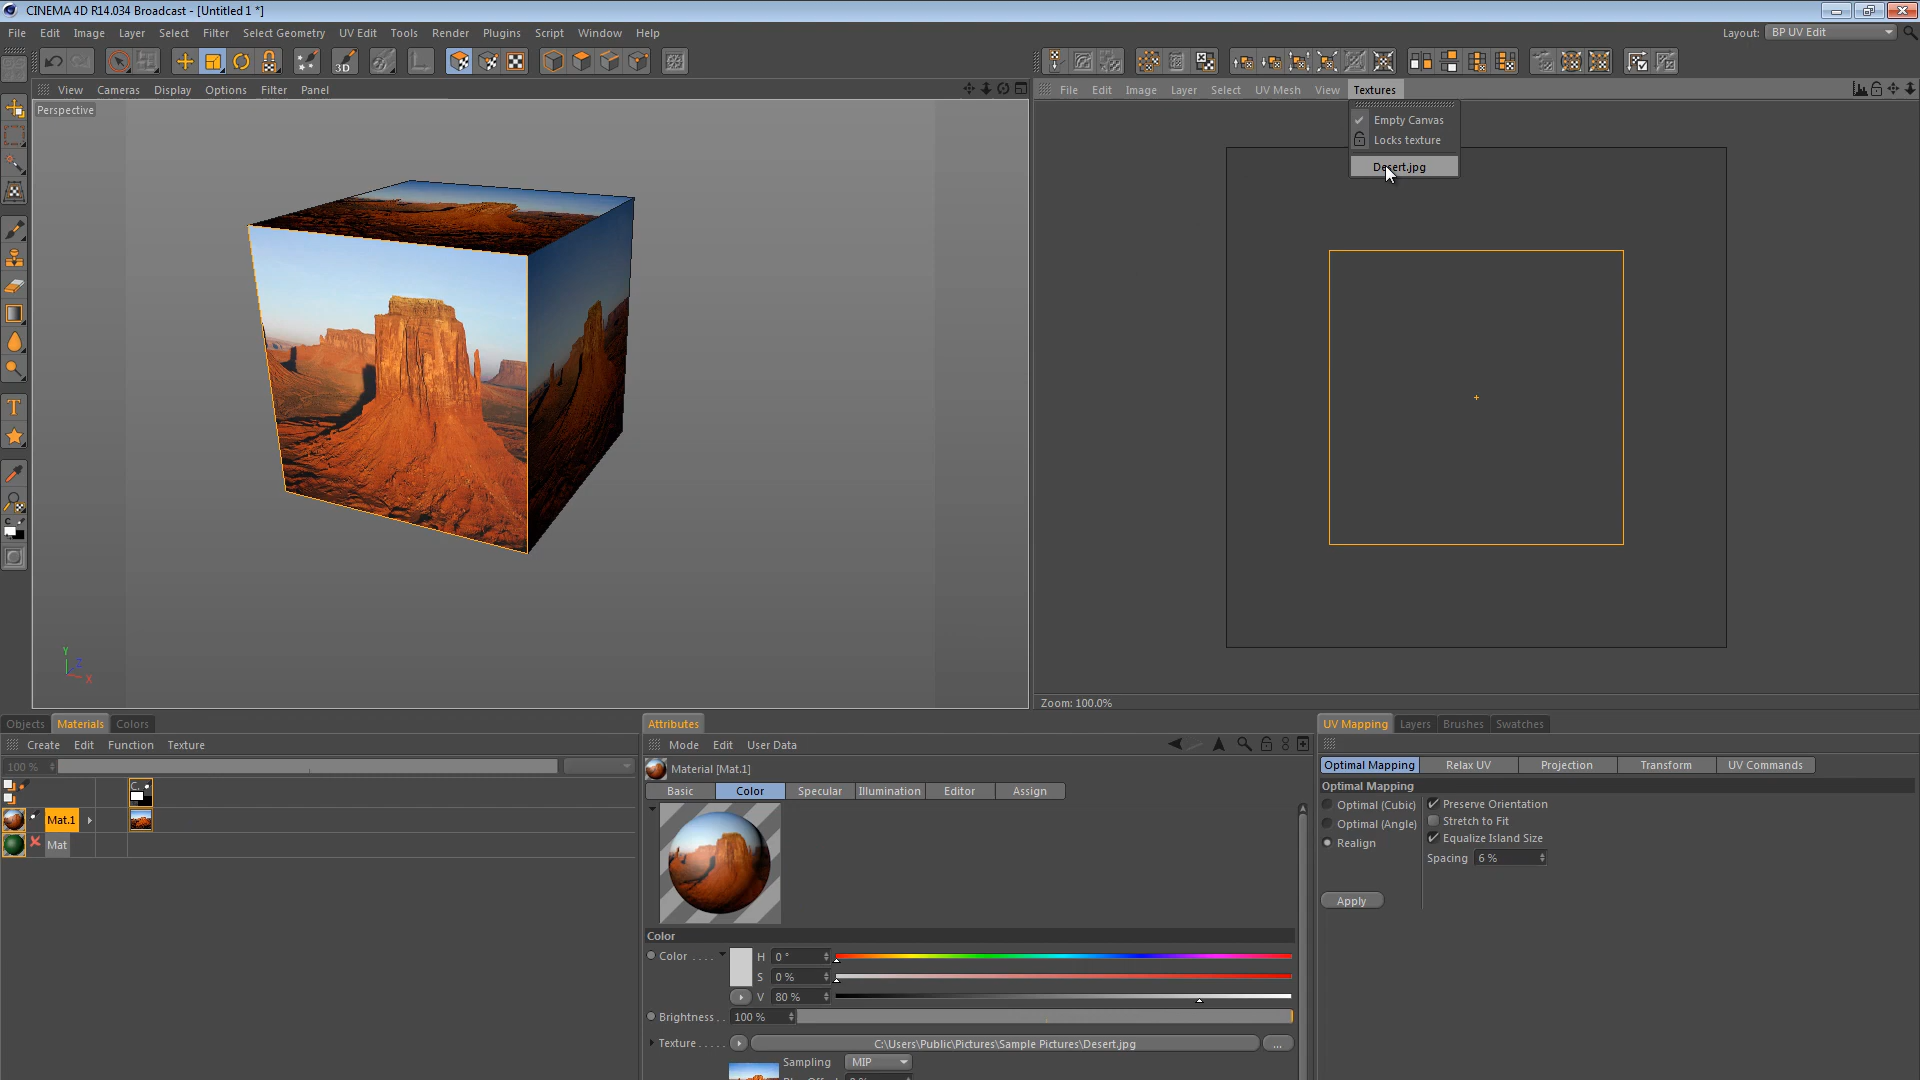 CINEMA 4D R14.034 Broadcast - [Untitled 1 *]
File Edit Image Layer Select Filter Select Geometry UV Edit Tools Render Plugins Script Window Help
Layout: BP UV Edit
View Cameras Display Options Filter Panel
File Edit Image Layer Select UV Mesh View Textures
Perspective
Empty Canvas
Locks texture
Desert.jpg
Y
Z
X
Zoom: 100.0%
Objects Materials Colors
Create Edit Function Texture
100 %
C
Mat.1
Mat
Attributes
Mode Edit User Data
Material [Mat.1]
Basic Color Specular Illumination Editor Assign
Color
Color . . . .
H 0 °
S 0 %
V 80 %
Brightness . . 100 %
Texture . . . . . C:\Users\Public\Pictures\Sample Pictures\Desert.jpg ...
Sampling MIP
UV Mapping Layers Brushes Swatches
Optimal Mapping Relax UV Projection Transform UV Commands
Optimal Mapping
Optimal (Cubic) Preserve Orientation
Optimal (Angle) Stretch to Fit
Realign Equalize Island Size
Spacing 6 %
Apply